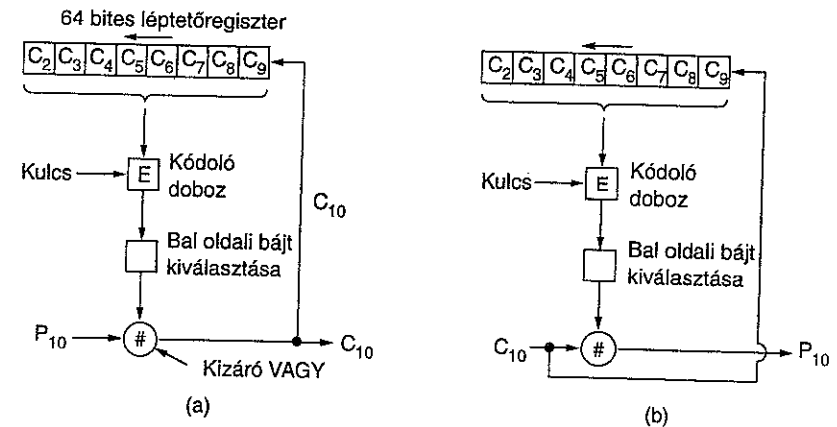 64 bites léptetőregiszter
C2 C3 C4 C5 C6 C7 C8 C9
Kulcs
E
Kódoló
doboz
C10
Bal oldali bájt
kiválasztása
P10
#
C10
Kizáró VAGY
(a)
C2 C3 C4 C5 C6 C7 C8 C9
Kulcs
E
Kódoló
doboz
Bal oldali bájt
kiválasztása
C10
#
P10
(b)